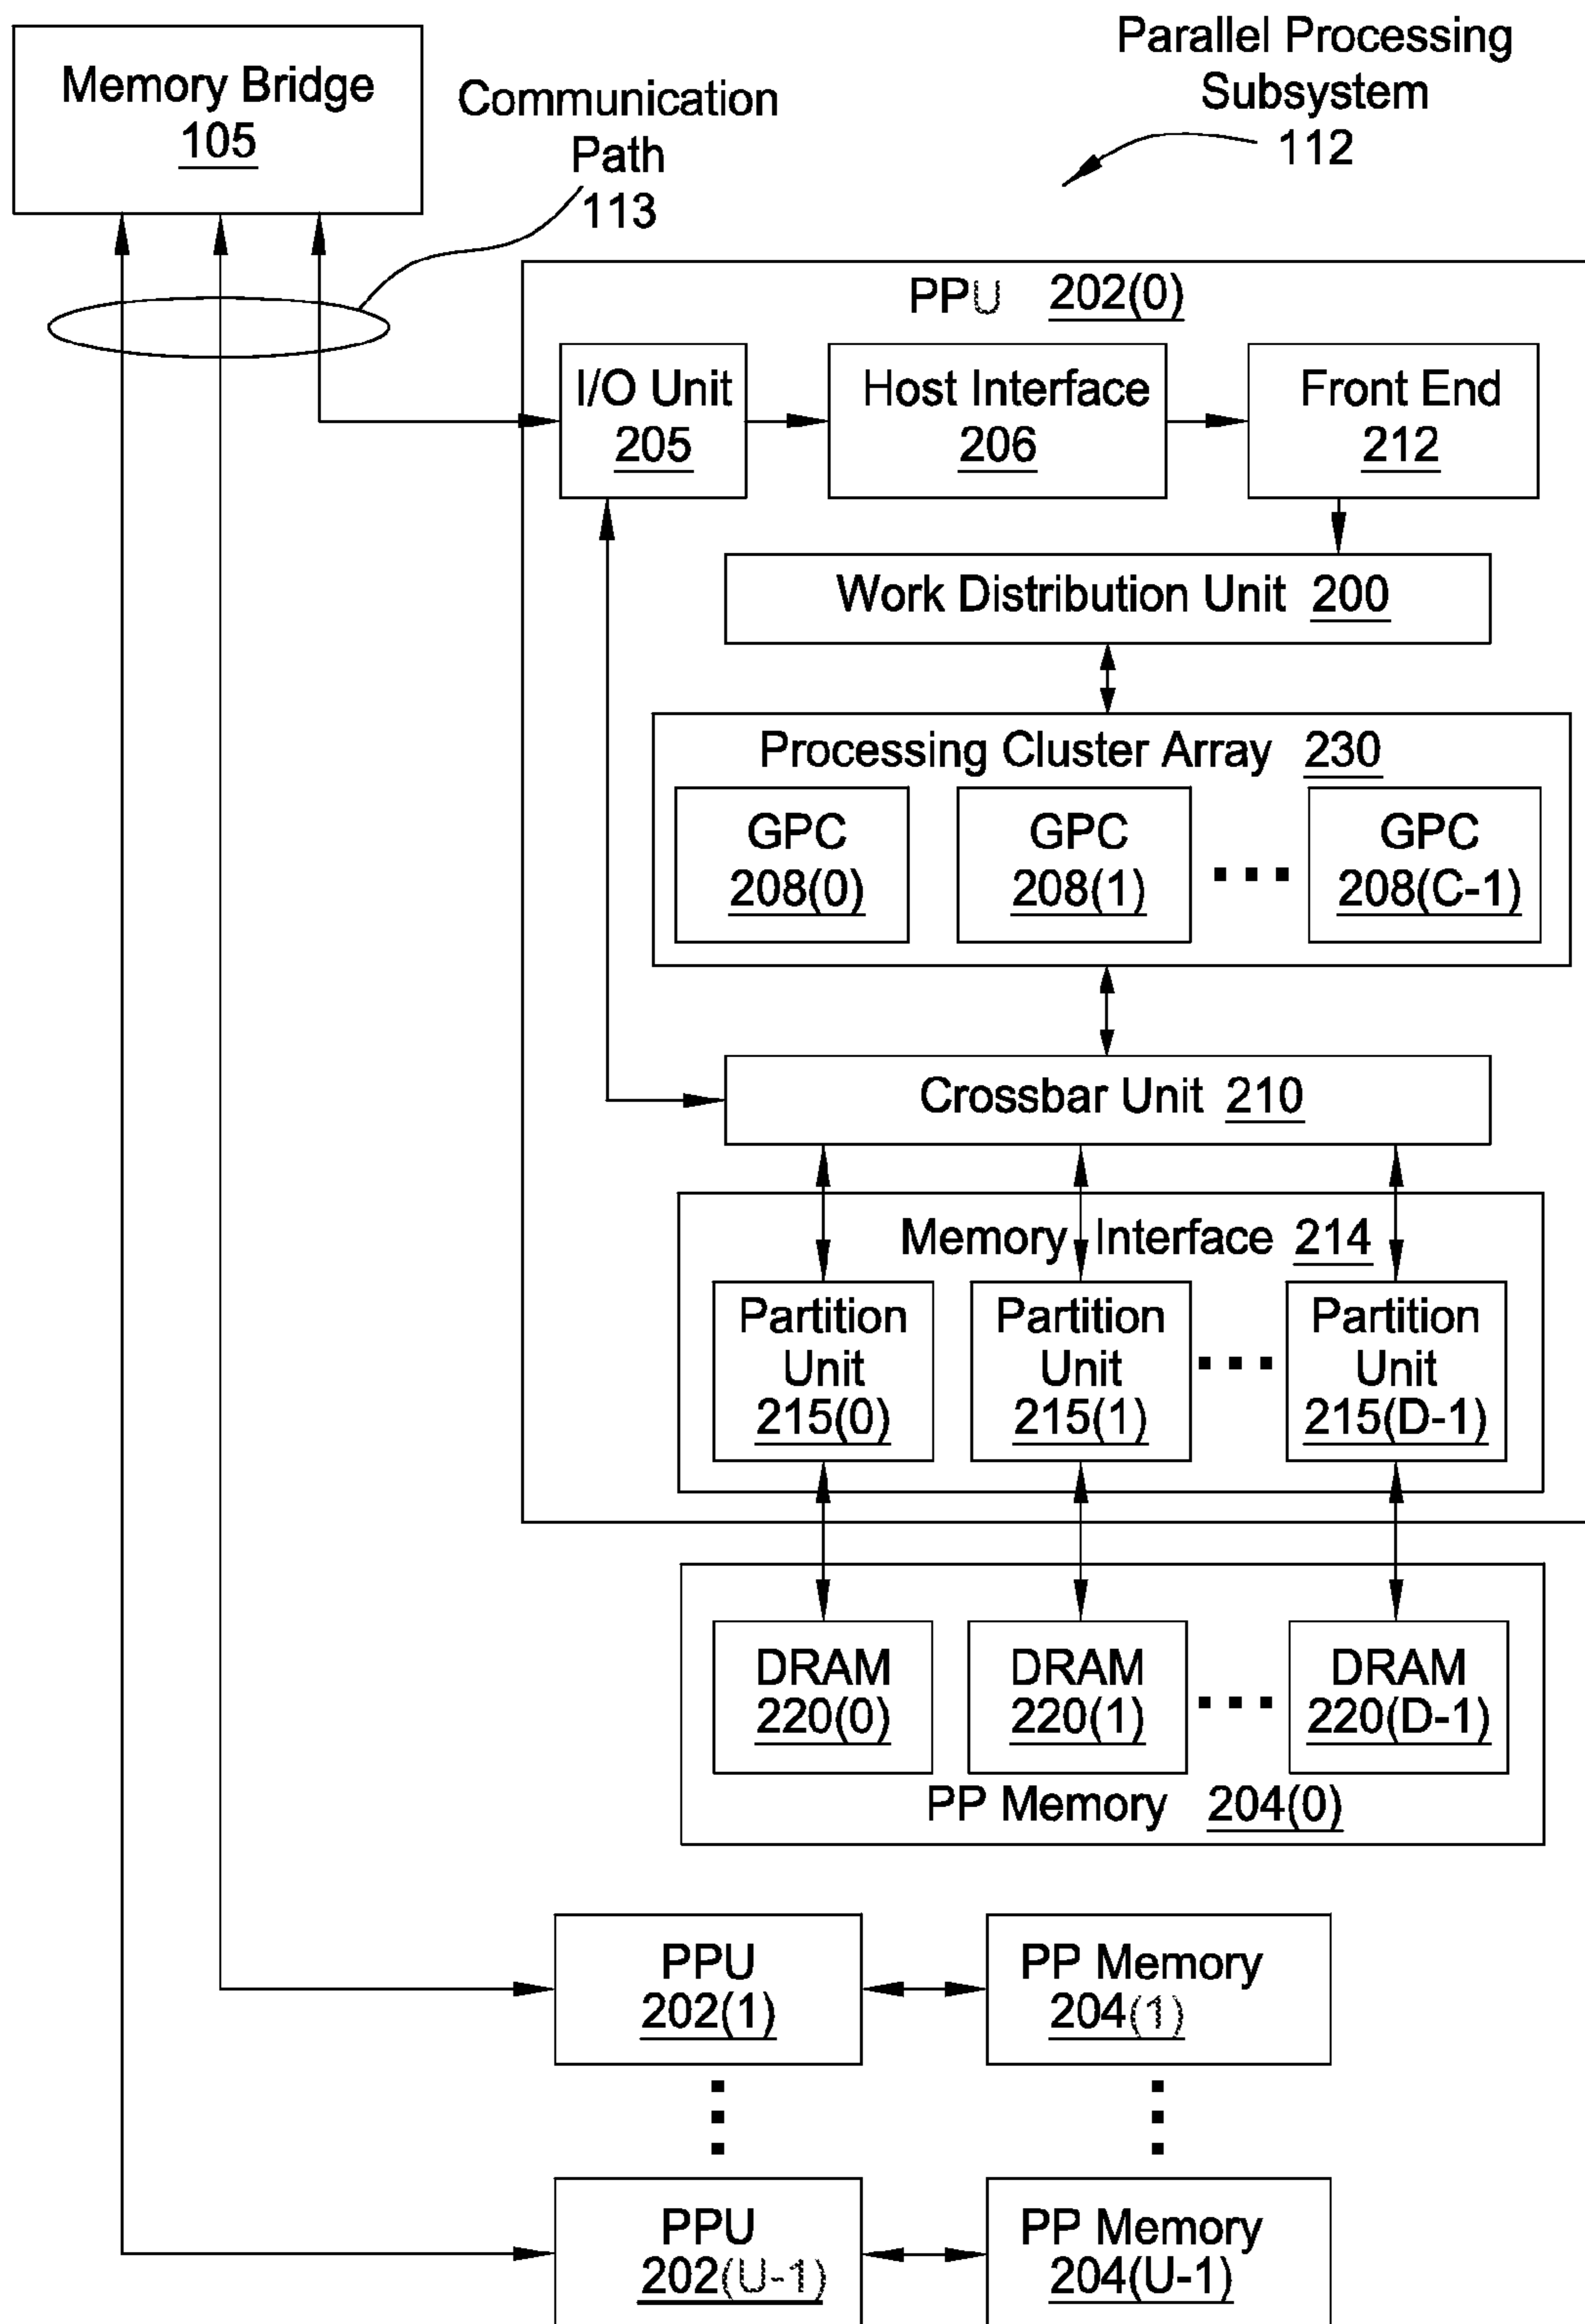 Memory Bridge
105
Communication
Path
113
Parallel Processing
Subsystem
112
PPU 202(0)
I/O Unit
205
Host Interface
206
Front End
212
Work Distribution Unit 200
Processing Cluster Array 230
GPC
208(0)
GPC
208(1)
GPC
208(C-1)
Crossbar Unit 210
Memory Interface 214
Partition
Unit
215(0)
Partition
Unit
215(1)
Partition
Unit
215(D-1)
DRAM
220(0)
DRAM
220(1)
DRAM
220(D-1)
PP Memory 204(0)
PPU
202(1)
PP Memory
204(1)
PPU
202(U-1)
PP Memory
204(U-1)